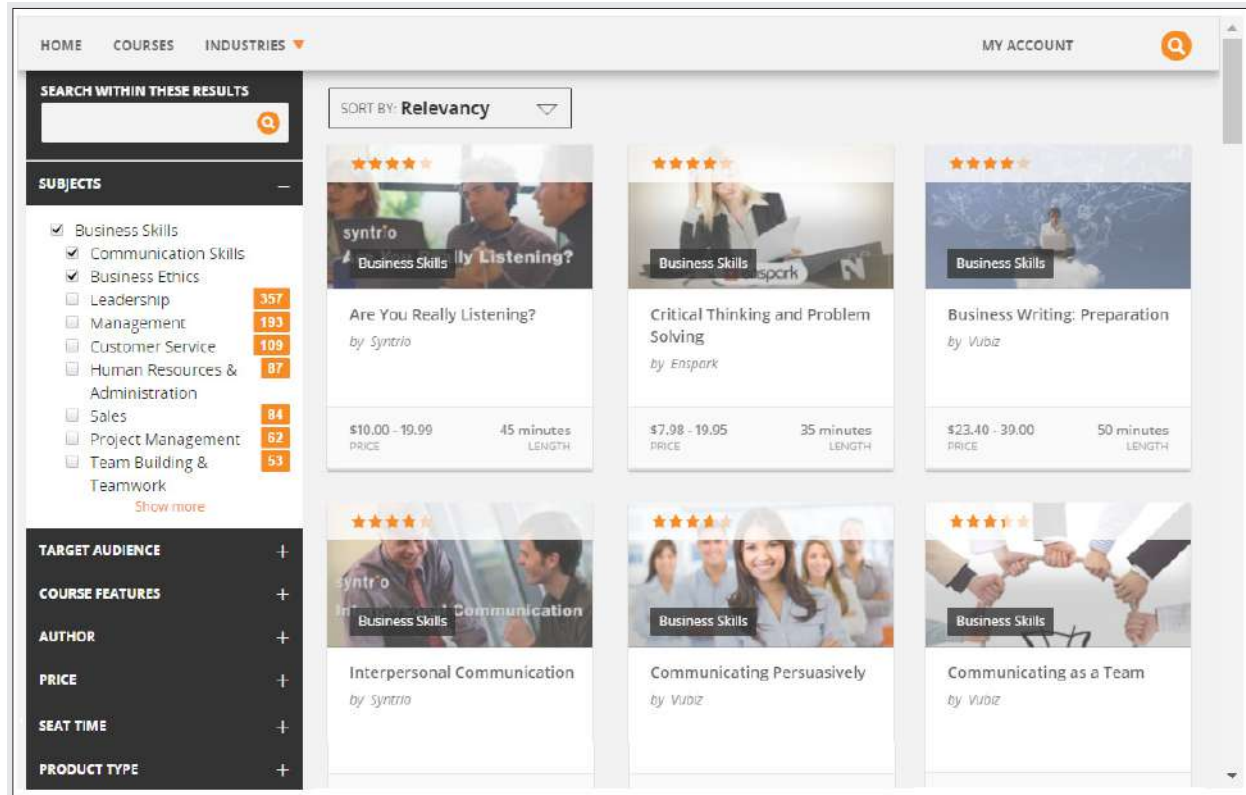 HOME COURSES INDUSTRIES MY ACCOUNT
SEARCH WITHIN THESE RESULTS
SUBJECTS
Business Skills
Communication Skills
Business Ethics
Leadership 357
Management 193
Customer Service 109
Human Resources & 87
Administration
Sales 84
Project Management 62
Team Building & 53
Teamwork
Show more
TARGET AUDIENCE
COURSE FEATURES
AUTHOR
PRICE
SEAT TIME
PRODUCT TYPE
SORT BY: Relevancy
syntrio
Business Skills
ly Listening?
Are You Really Listening?
by Syntrio
$10.00 - 19.99 45 minutes
PRICE LENGTH
Business Skills
Critical Thinking and Problem
Solving
by Enspark
$7.98 - 19.95 35 minutes
PRICE LENGTH
Business Skills
Business Writing: Preparation
by Vubiz
$23.40 - 39.00 50 minutes
PRICE LENGTH
syntrio
Communication
Business Skills
Interpersonal Communication
by Syntrio
Business Skills
Communicating Persuasively
by Vubiz
Business Skills
Communicating as a Team
by Vubiz